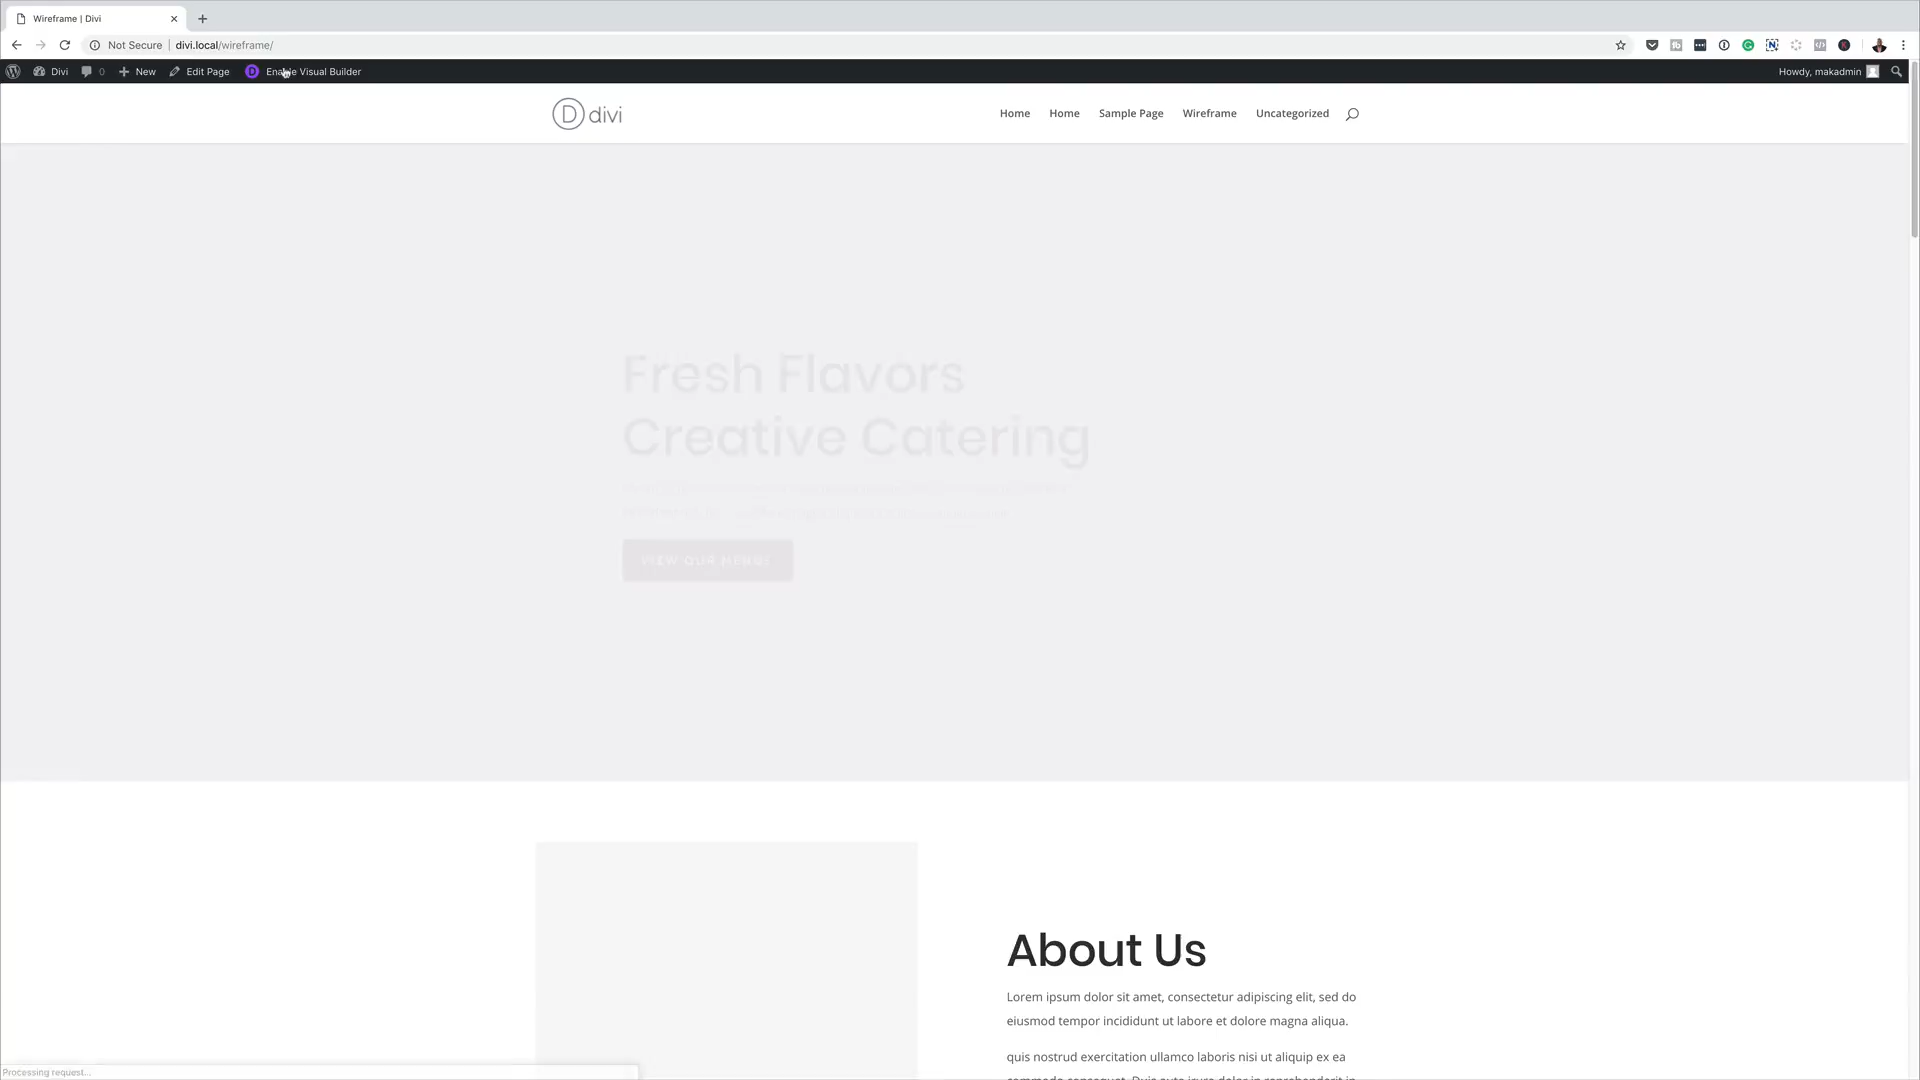 Wireframe | Divi
Not Secure divi.local/wireframe/
Divi 0 New Edit Page Enable Visual Builder Howdy, makadmin
D divi Home Home Sample Page Wireframe Uncategorized
Fresh Flavors
Creative Catering
VIEW OUR MENUS
About Us
Lorem ipsum dolor sit amet, consectetur adipiscing elit, sed do
eiusmod tempor incididunt ut labore et dolore magna aliqua.
quis nostrud exercitation ullamco laboris nisi ut aliquip ex ea
Processing request...